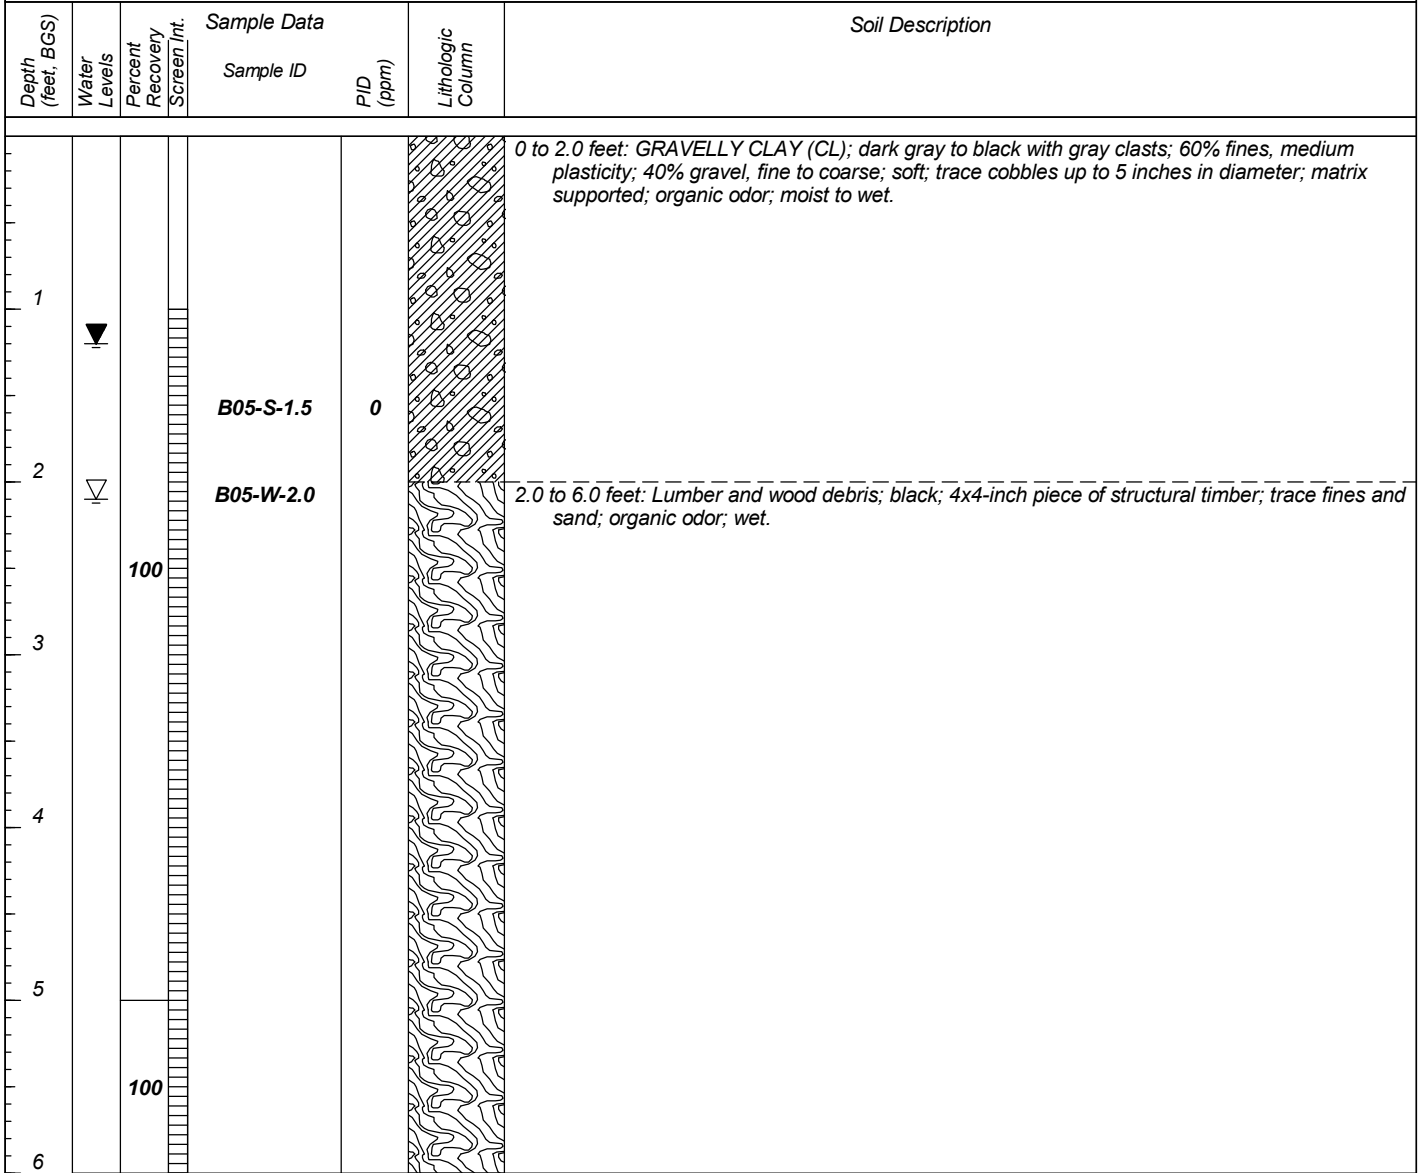 Depth
(feet, BGS)
Water
Levels
Percent
Recovery
Screen Int.
Sample Data
Sample ID
PID
(ppm)
Lithologic
Column
Soil Description
0 to 2.0 feet: GRAVELLY CLAY (CL); dark gray to black with gray clasts; 60% fines, medium
plasticity; 40% gravel, fine to coarse; soft; trace cobbles up to 5 inches in diameter; matrix
supported; organic odor; moist to wet.
1
B05-S-1.5 0
2
B05-W-2.0
2.0 to 6.0 feet: Lumber and wood debris; black; 4x4-inch piece of structural timber; trace fines and
sand; organic odor; wet.
100
3
4
5
100
6